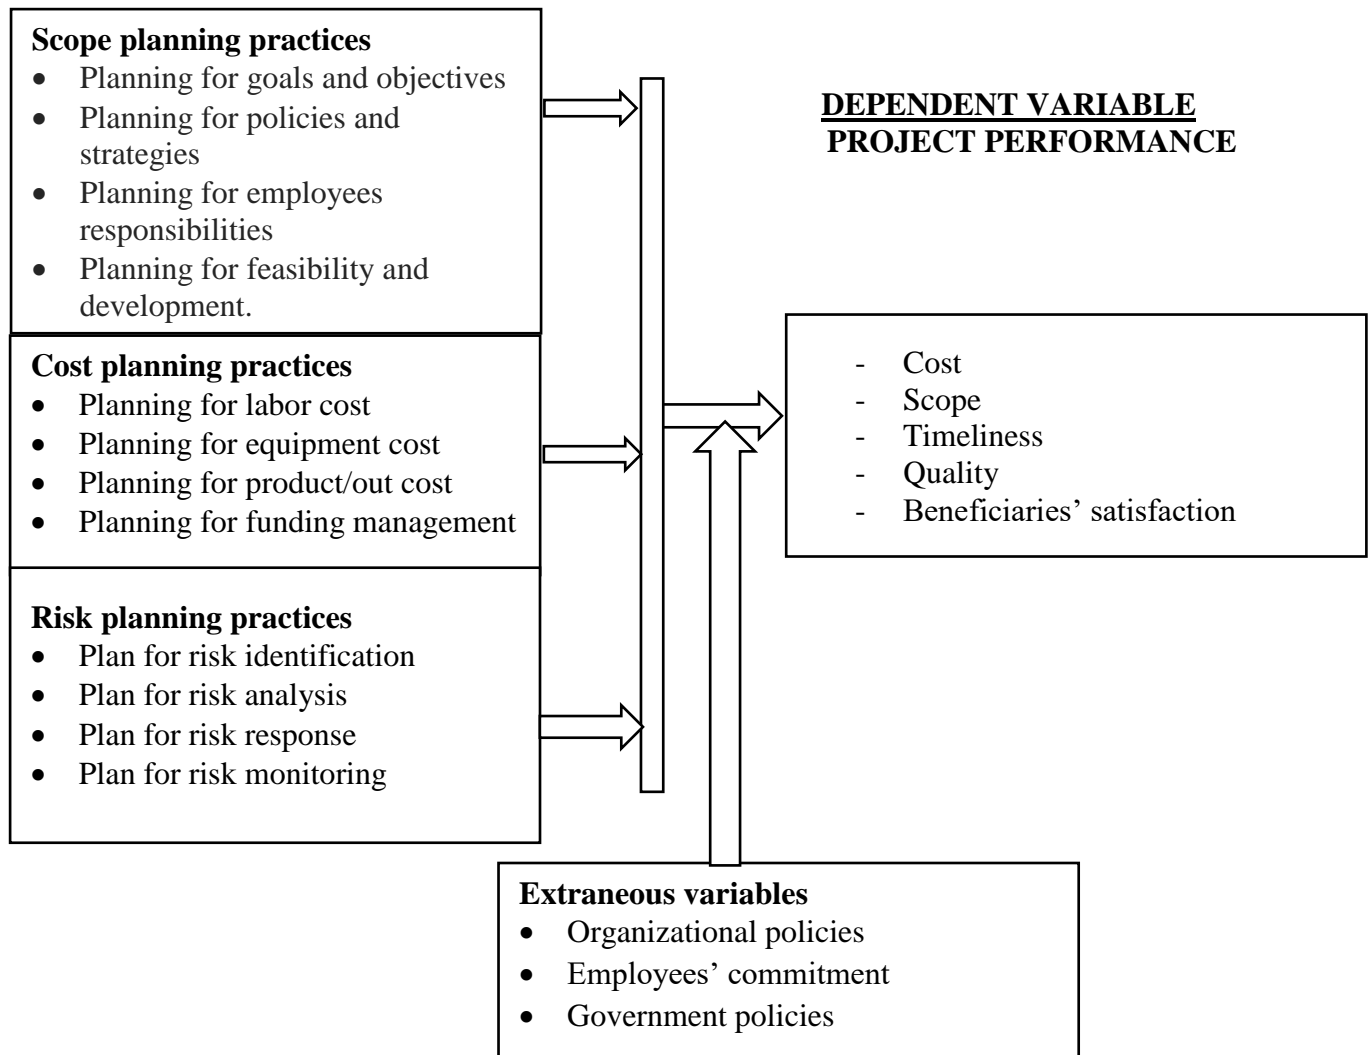 Scope planning practices
• Planning for goals and objectives
• Planning for policies and
strategies
• Planning for employees
responsibilities
• Planning for feasibility and
development.
Cost planning practices
• Planning for labor cost
• Planning for equipment cost
• Planning for product/out cost
• Planning for funding management
Risk planning practices
• Plan for risk identification
• Plan for risk analysis
• Plan for risk response
• Plan for risk monitoring
DEPENDENT VARIABLE
PROJECT PERFORMANCE
- Cost
- Scope
- Timeliness
- Quality
- Beneficiaries’ satisfaction
Extraneous variables
• Organizational policies
• Employees’ commitment
• Government policies